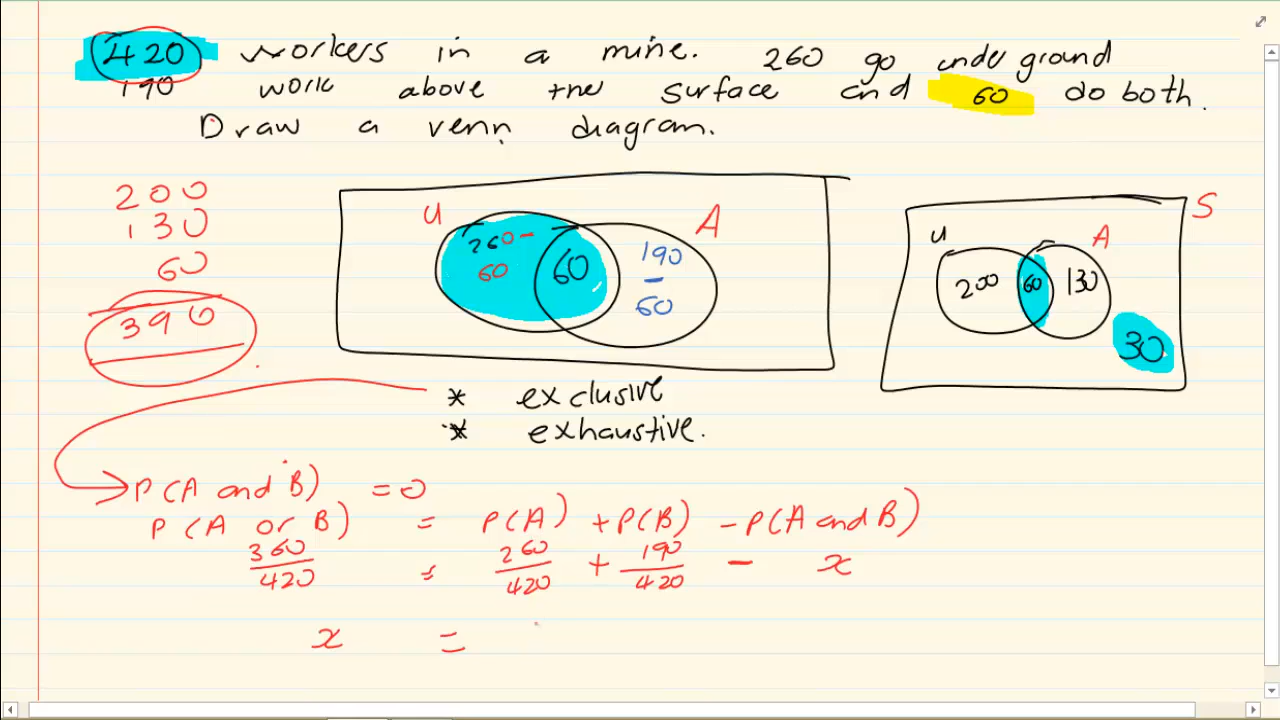 420 workers in a mine. 260 go underground
190 work above the surface and 60 do both.
Draw a venn diagram.
200
130
60
390
U A
260 - 60
60
190 - 60
S
U A
200 60 130
30
* exclusive
* exhaustive.
P(A and B) = 0
P(A or B) = P(A) + P(B) - P(A and B)
360/420 = 260/420 + 190/420 - x
x =